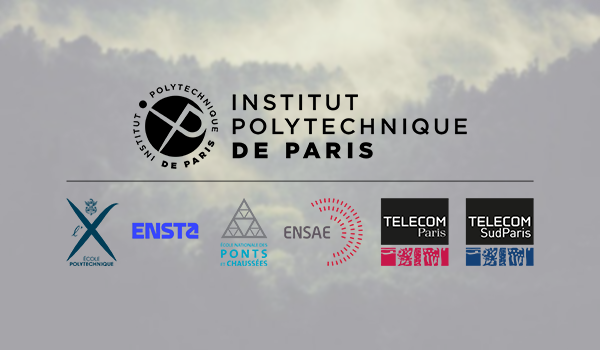 INSTITUT POLYTECHNIQUE DE PARIS
INSTITUT
POLYTECHNIQUE
DE PARIS
l'X
ÉCOLE
POLYTECHNIQUE
ENSTA
ÉCOLE NATIONALE DES
PONTS
et CHAUSSÉES
ENSAE
TELECOM
Paris
TELECOM
SudParis